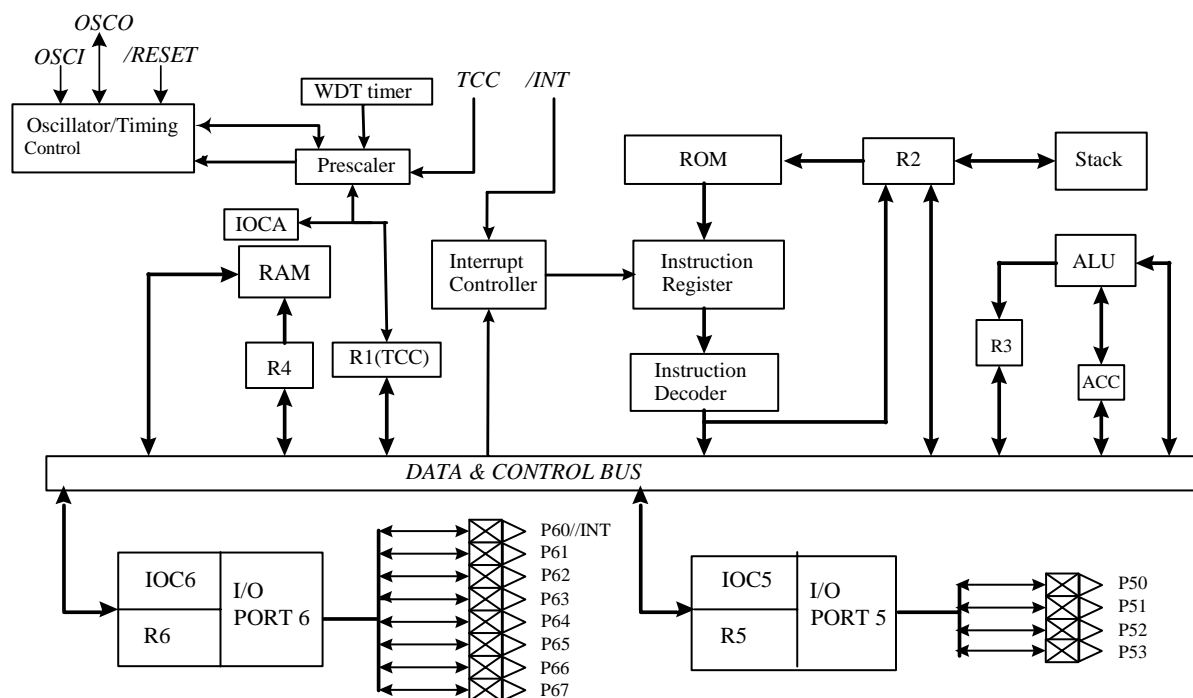 OSCO
OSCI
/RESET
WDT timer
TCC
/INT
Oscillator/Timing
Control
Prescaler
ROM
R2
Stack
IOCA
RAM
Interrupt
Controller
Instruction
Register
ALU
R4
R1(TCC)
R3
Instruction
Decoder
ACC
DATA & CONTROL BUS
IOC6
R6
I/O
PORT 6
P60//INT
P61
P62
P63
P64
P65
P66
P67
IOC5
R5
I/O
PORT 5
P50
P51
P52
P53